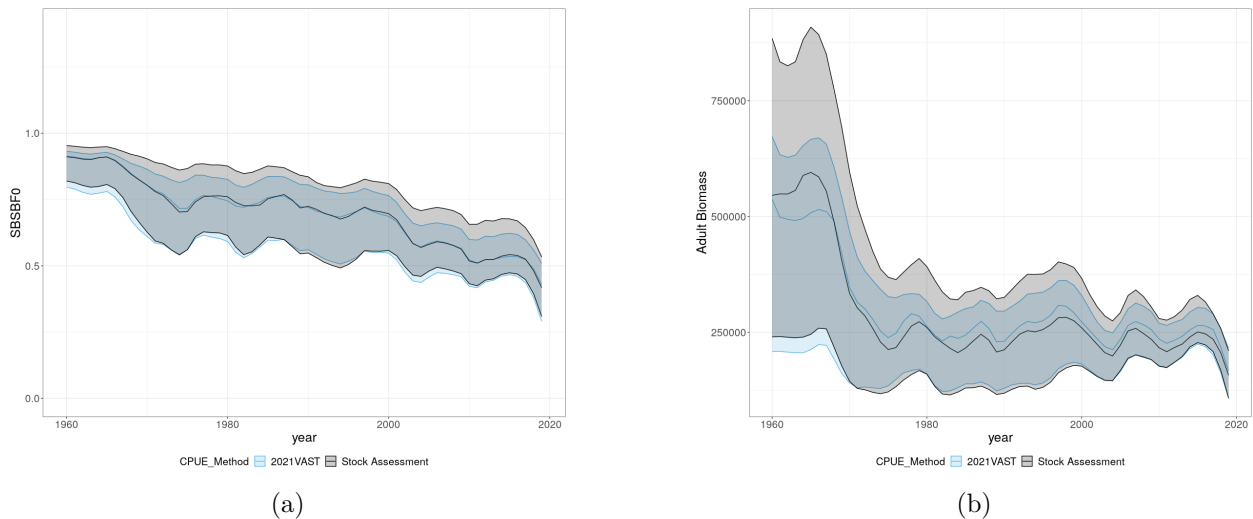 1.0
0.5
0.0
SBSBF0
1960
1980
2000
2020
year
CPUE_Method 2021VAST Stock Assessment
(a)
750000
500000
250000
Adult Biomass
1960
1980
2000
2020
year
CPUE_Method 2021VAST Stock Assessment
(b)